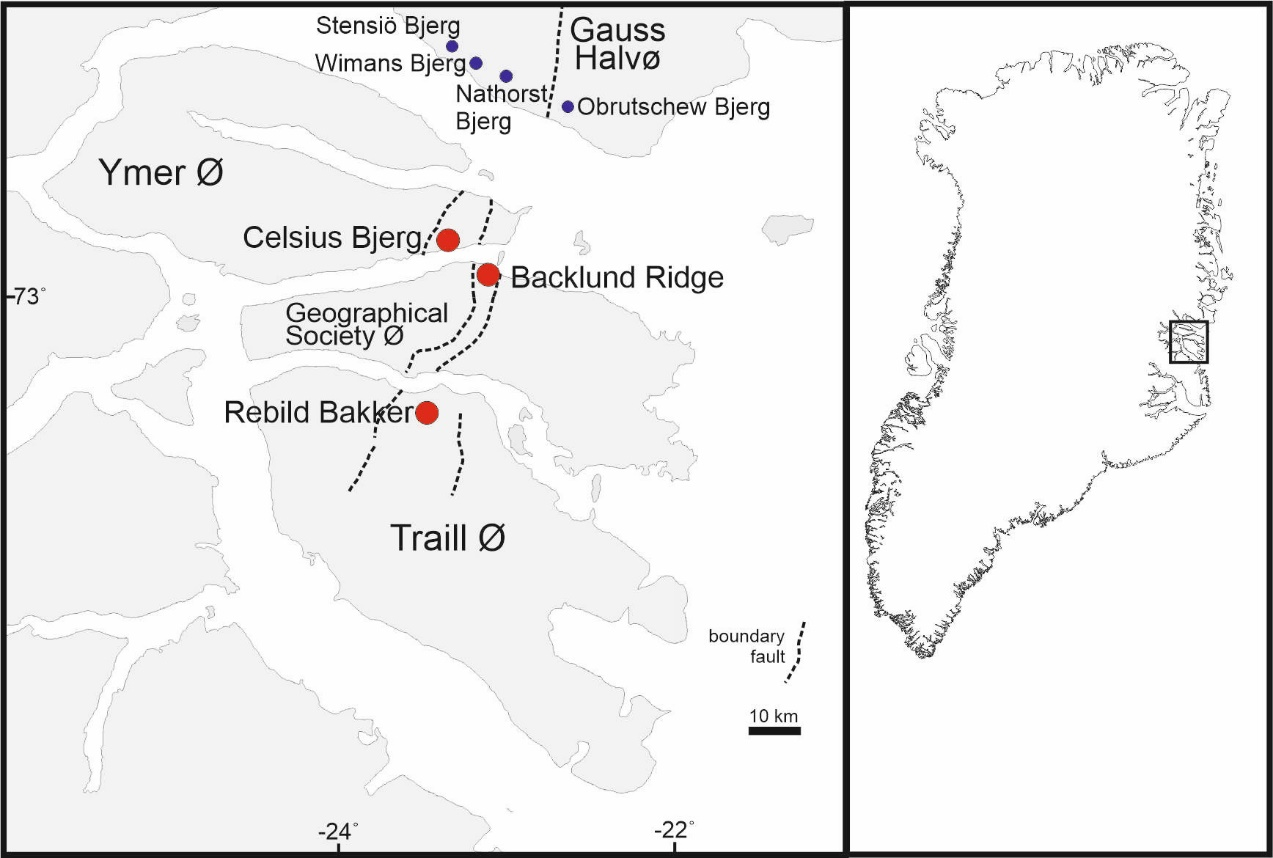 Stensiö Bjerg
Wimans Bjerg
Nathorst
Bjerg
Obrutschew Bjerg
Gauss
Halvø
Ymer Ø
Celsius Bjerg
Backlund Ridge
73°
Geographical
Society Ø
Rebild Bakker
Traill Ø
boundary
fault
10 km
-24°
-22°